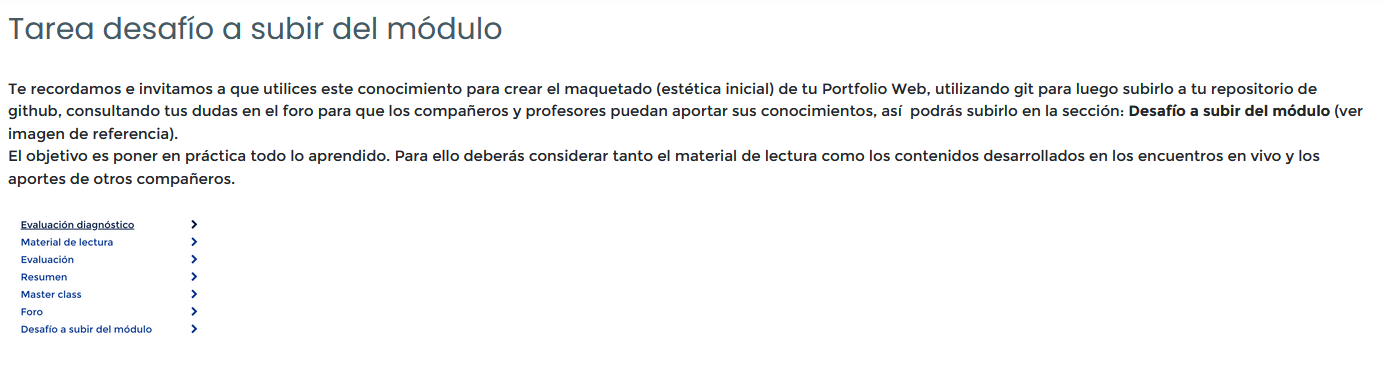 Tarea desafío a subir del módulo
Te recordamos e invitamos a que utilices este conocimiento para crear el maquetado (estética inicial) de tu Portfolio Web, utilizando git para luego subirlo a tu repositorio de
github, consultando tus dudas en el foro para que los compañeros y profesores puedan aportar sus conocimientos, así  podrás subirlo en la sección: Desafío a subir del módulo (ver
imagen de referencia).
El objetivo es poner en práctica todo lo aprendido. Para ello deberás considerar tanto el material de lectura como los contenidos desarrollados en los encuentros en vivo y los
aportes de otros compañeros.
Evaluación diagnóstico
Material de lectura
Evaluación
Resumen
Master class
Foro
Desafío a subir del módulo